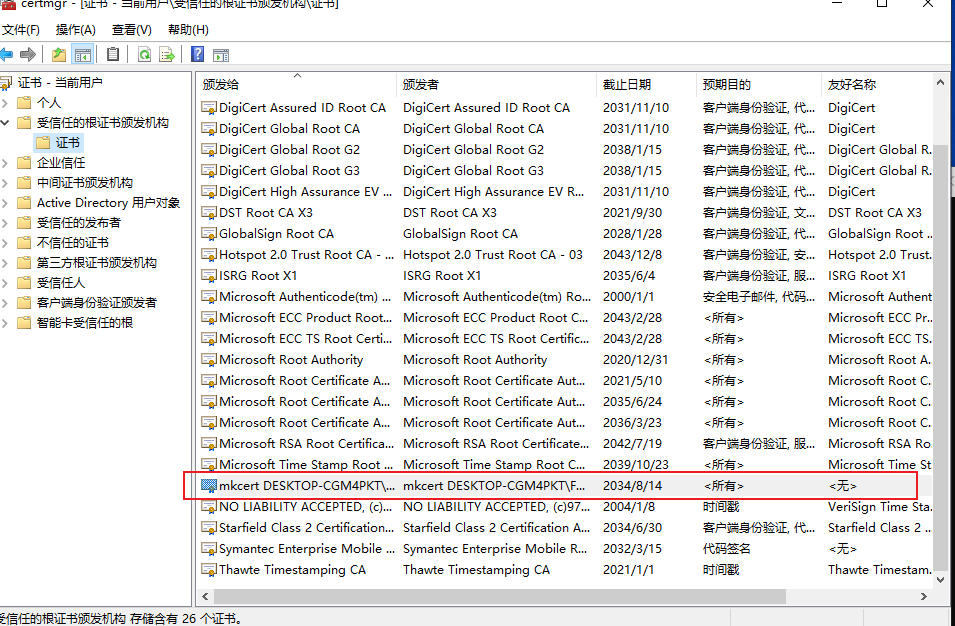 certmgr - [证书 - 当前用户\受信任的根证书颁发机构\证书]
文件(F) 操作(A) 查看(V) 帮助(H)
证书 - 当前用户
个人
受信任的根证书颁发机构
证书
企业信任
中间证书颁发机构
Active Directory 用户对象
受信任的发布者
不信任的证书
第三方根证书颁发机构
受信任人
客户端身份验证颁发者
智能卡受信任的根
颁发给 颁发者 截止日期 预期目的 友好名称
DigiCert Assured ID Root CA DigiCert Assured ID Root CA 2031/11/10 客户端身份验证, 代... DigiCert
DigiCert Global Root CA DigiCert Global Root CA 2031/11/10 客户端身份验证, 代... DigiCert
DigiCert Global Root G2 DigiCert Global Root G2 2038/1/15 客户端身份验证, 代... DigiCert Global R...
DigiCert Global Root G3 DigiCert Global Root G3 2038/1/15 客户端身份验证, 代... DigiCert Global R...
DigiCert High Assurance EV ... DigiCert High Assurance EV R... 2031/11/10 客户端身份验证, 代... DigiCert
DST Root CA X3 DST Root CA X3 2021/9/30 客户端身份验证, 文... DST Root CA X3
GlobalSign Root CA GlobalSign Root CA 2028/1/28 客户端身份验证, 代... GlobalSign Root ...
Hotspot 2.0 Trust Root CA - ... Hotspot 2.0 Trust Root CA - 03 2043/12/8 客户端身份验证, 安... Hotspot 2.0 Trust...
ISRG Root X1 ISRG Root X1 2035/6/4 客户端身份验证, 服... ISRG Root X1
Microsoft Authenticode(tm) ... Microsoft Authenticode(tm) Ro... 2000/1/1 安全电子邮件, 代码... Microsoft Authent
Microsoft ECC Product Root... Microsoft ECC Product Root C... 2043/2/28 <所有> Microsoft ECC Pr...
Microsoft ECC TS Root Certi... Microsoft ECC TS Root Certific... 2043/2/28 <所有> Microsoft ECC TS...
Microsoft Root Authority Microsoft Root Authority 2020/12/31 <所有> Microsoft Root A...
Microsoft Root Certificate A... Microsoft Root Certificate Aut... 2021/5/10 <所有> Microsoft Root C...
Microsoft Root Certificate A... Microsoft Root Certificate Aut... 2035/6/24 <所有> Microsoft Root C...
Microsoft Root Certificate A... Microsoft Root Certificate Aut... 2036/3/23 <所有> Microsoft Root C...
Microsoft RSA Root Certifica... Microsoft RSA Root Certificate... 2042/7/19 客户端身份验证, 服... Microsoft RSA Ro
Microsoft Time Stamp Root ... Microsoft Time Stamp Root C... 2039/10/23 <所有> Microsoft Time St
mkcert DESKTOP-CGM4PKT\... mkcert DESKTOP-CGM4PKT\F... 2034/8/14 <所有> <无>
NO LIABILITY ACCEPTED, (c)... NO LIABILITY ACCEPTED, (c)97... 2004/1/8 时间戳 VeriSign Time Sta...
Starfield Class 2 Certification... Starfield Class 2 Certification A... 2034/6/30 客户端身份验证, 代... Starfield Class 2 ...
Symantec Enterprise Mobile ... Symantec Enterprise Mobile R... 2032/3/15 代码签名 <无>
Thawte Timestamping CA Thawte Timestamping CA 2021/1/1 时间戳 Thawte Timestam...
受信任的根证书颁发机构 存储含有 26 个证书。